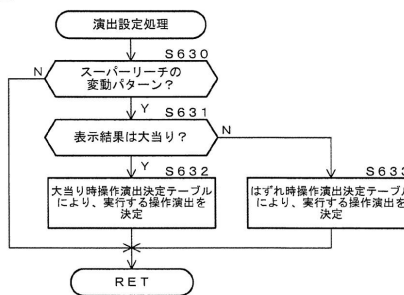 演出設定処理
S630
N
スーパーリーチの
変動パターン？
Y
S631
表示結果は大当り？
N
Y
S632
S633
大当り時操作演出決定テーブル
により、実行する操作演出を
決定
はずれ時操作演出決定テーブル
により、実行する操作演出を
決定
RET